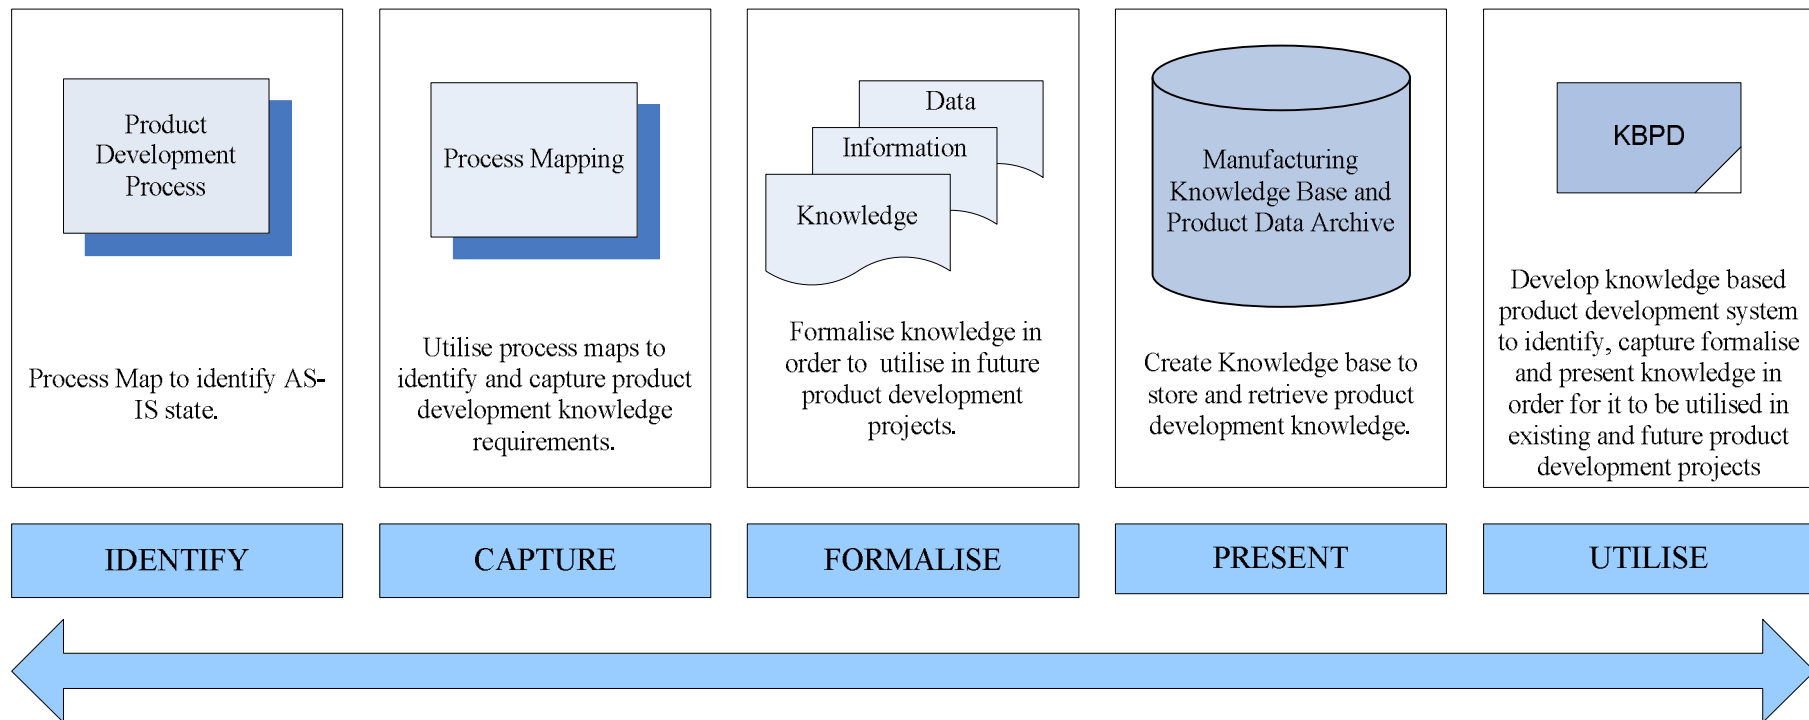 Product
Development
Process
Process Map to identify AS-
IS state.
Process Mapping
Utilise process maps to
identify and capture product
development knowledge
requirements.
Data
Information
Knowledge
Formalise knowledge in
order to utilise in future
product development
projects.
Manufacturing
Knowledge Base and
Product Data Archive
Create Knowledge base to
store and retrieve product
development knowledge.
KBPD
Develop knowledge based
product development system
to identify, capture formalise
and present knowledge in
order for it to be utilised in
existing and future product
development projects
IDENTIFY
CAPTURE
FORMALISE
PRESENT
UTILISE